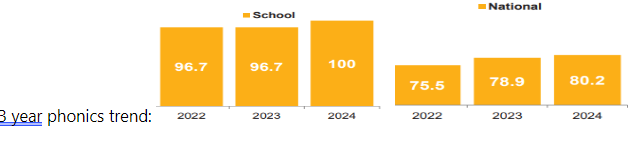 School
National
96.7 96.7 100
75.5 78.9 80.2
3 year phonics trend:
2022 2023 2024
2022 2023 2024